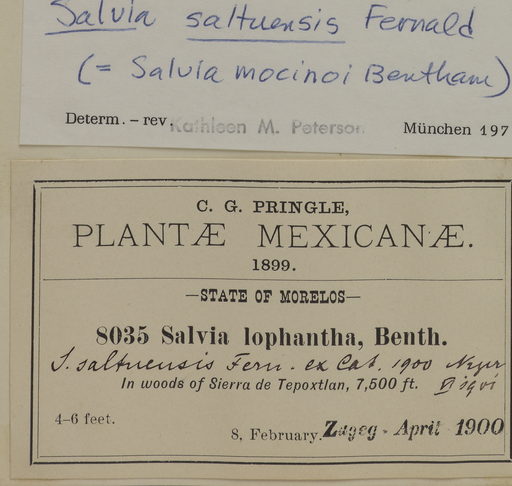 Salvia saltuensis Fernald
(= Salvia mocinoi Bentham)
Determ. – rev. Kathleen M. Peterson München 197
C. G. PRINGLE,
PLANTÆ MEXICANÆ.
1899.
—STATE OF MORELOS—
8035 Salvia lophantha, Benth.
S. saltuensis Fern. ex Cat. 1900
In woods of Sierra de Tepoxtlan, 7,500 ft.
4–6 feet.
8, February. April 1900